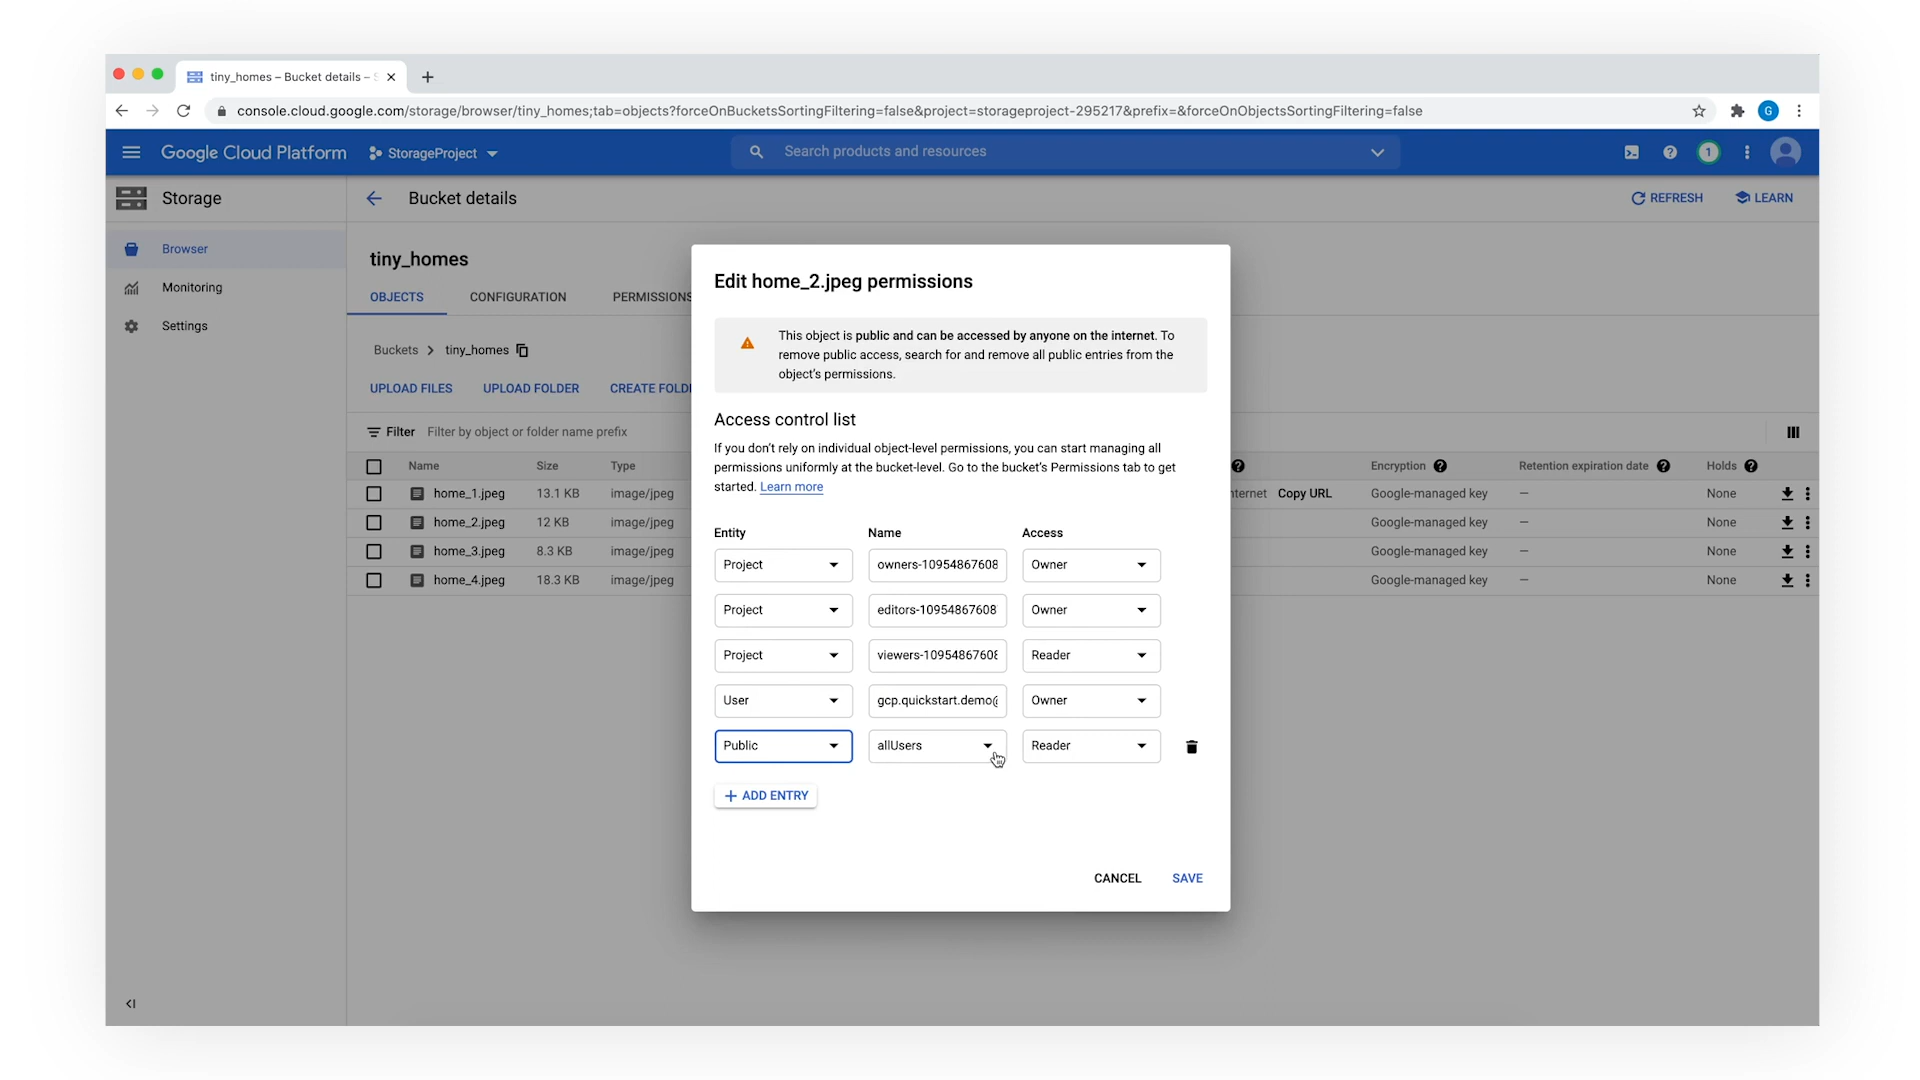 tiny_homes – Bucket details –
console.cloud.google.com/storage/browser/tiny_homes;tab=objects?forceOnBucketsSortingFiltering=false&project=storageproject-295217&prefix=&forceOnObjectsSortingFiltering=false
G
Google Cloud Platform
StorageProject
Search products and resources
1
Storage
Bucket details
REFRESH
LEARN
Browser
Monitoring
Settings
tiny_homes
OBJECTS
CONFIGURATION
PERMISSIONS
Buckets
tiny_homes
UPLOAD FILES
UPLOAD FOLDER
CREATE FOLD
Filter
Filter by object or folder name prefix
Name Size Type Encryption Retention expiration date Holds
home_1.jpeg 13.1 KB image/jpeg Copy URL Google-managed key — None
home_2.jpeg 12 KB image/jpeg Google-managed key — None
home_3.jpeg 8.3 KB image/jpeg Google-managed key — None
home_4.jpeg 18.3 KB image/jpeg Google-managed key — None
Edit home_2.jpeg permissions
This object is public and can be accessed by anyone on the internet. To
remove public access, search for and remove all public entries from the
object's permissions.
Access control list
If you don't rely on individual object-level permissions, you can start managing all
permissions uniformly at the bucket-level. Go to the bucket's Permissions tab to get
started. Learn more
Entity Name Access
Project owners-10954867608 Owner
Project editors-10954867608 Owner
Project viewers-10954867608 Reader
User gcp.quickstart.demo@ Owner
Public allUsers Reader
+ ADD ENTRY
CANCEL
SAVE